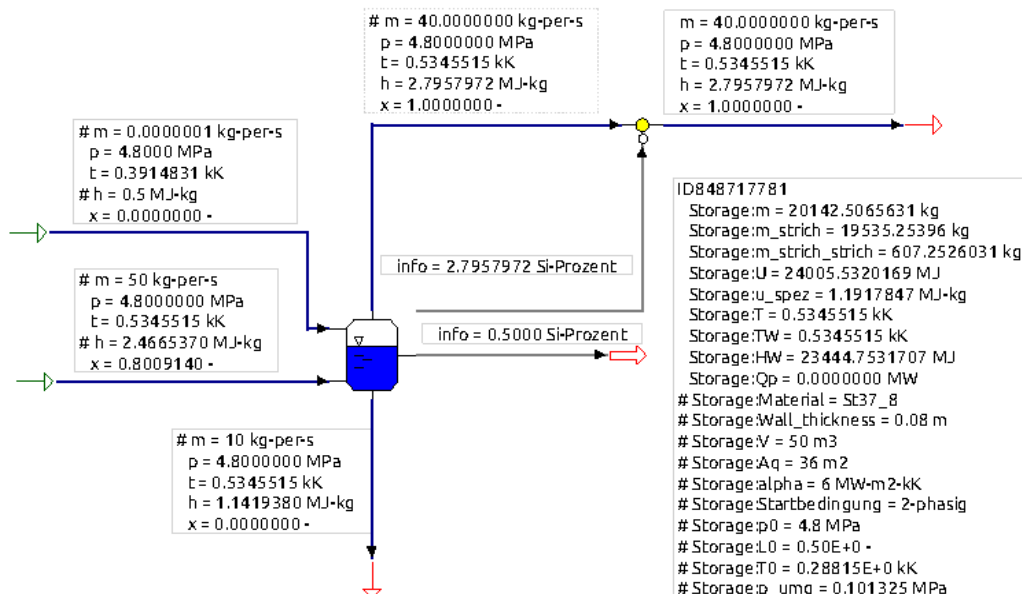 # m = 40.0000000 kg-per-s
p = 4.8000000 MPa
t = 0.5345515 kK
h = 2.7957972 MJ-kg
x = 1.0000000 -
m = 40.0000000 kg-per-s
p = 4.8000000 MPa
t = 0.5345515 kK
h = 2.7957972 MJ-kg
x = 1.0000000 -
# m = 0.0000001 kg-per-s
p = 4.8000 MPa
t = 0.3914831 kK
# h = 0.5 MJ-kg
x = 0.0000000 -
info = 2.7957972 Si-Prozent
# m = 50 kg-per-s
p = 4.8000000 MPa
t = 0.5345515 kK
# h = 2.4665370 MJ-kg
x = 0.8009140 -
info = 0.5000 Si-Prozent
# m = 10 kg-per-s
p = 4.8000000 MPa
t = 0.5345515 kK
h = 1.1419380 MJ-kg
x = 0.0000000 -
ID848717781
Storage:m = 20142.5065631 kg
Storage:m_strich = 19535.25396 kg
Storage:m_strich_strich = 607.2526031 kg
Storage:U = 24005.5320169 MJ
Storage:u_spez = 1.1917847 MJ-kg
Storage:T = 0.5345515 kK
Storage:TW = 0.5345515 kK
Storage:HW = 23444.7531707 MJ
Storage:Qp = 0.0000000 MW
# Storage:Material = St37_8
# Storage:Wall_thickness = 0.08 m
# Storage:V = 50 m3
# Storage:Aq = 36 m2
# Storage:alpha = 6 MW-m2-kK
# Storage:Startbedingung = 2-phasig
# Storage:p0 = 4.8 MPa
# Storage:L0 = 0.50E+0 -
# Storage:T0 = 0.28815E+0 kK
# Storage:p_umg = 0.101325 MPa